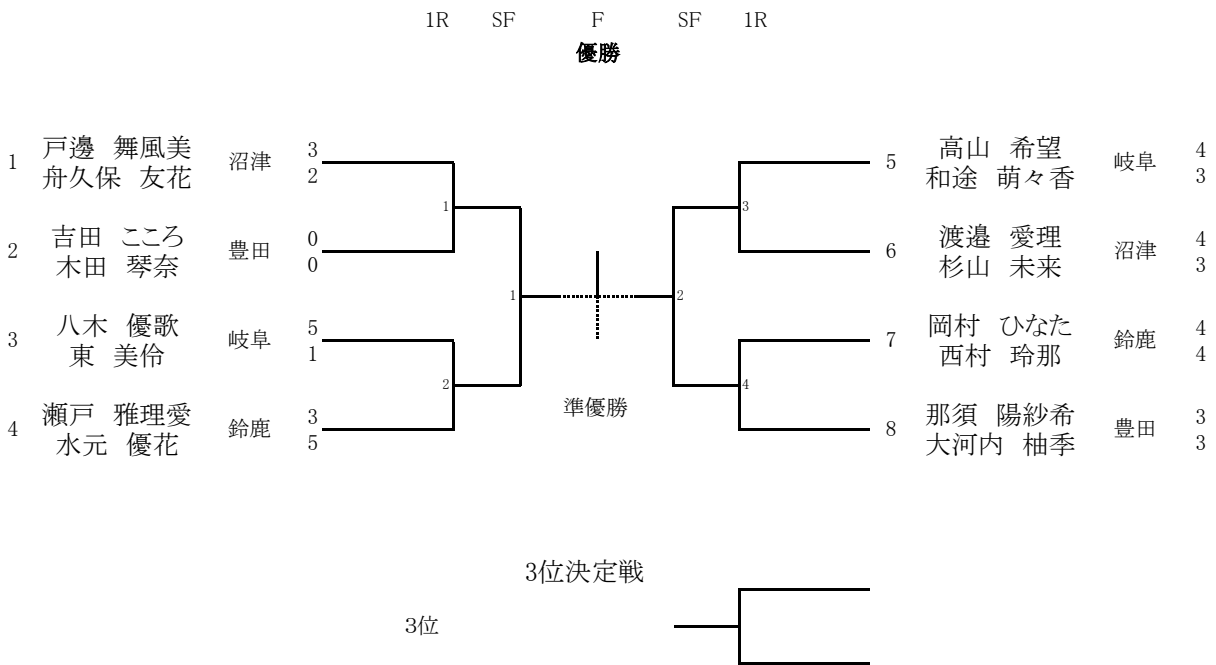 1R SF F SF 1R
優勝
1 戸邊 舞風美 沼津 3
舟久保 友花 2
2 吉田 こころ 豊田 0
木田 琴奈 0
3 八木 優歌 岐阜 5
東 美伶 1
4 瀬戸 雅理愛 鈴鹿 3
水元 優花 5
1
2
1
2
3
4
5 高山 希望 岐阜 4
和途 萌々香 3
6 渡邉 愛理 沼津 4
杉山 未来 3
7 岡村 ひなた 鈴鹿 4
西村 玲那 4
8 那須 陽紗希 豊田 3
大河内 柚季 3
準優勝
3位決定戦
3位